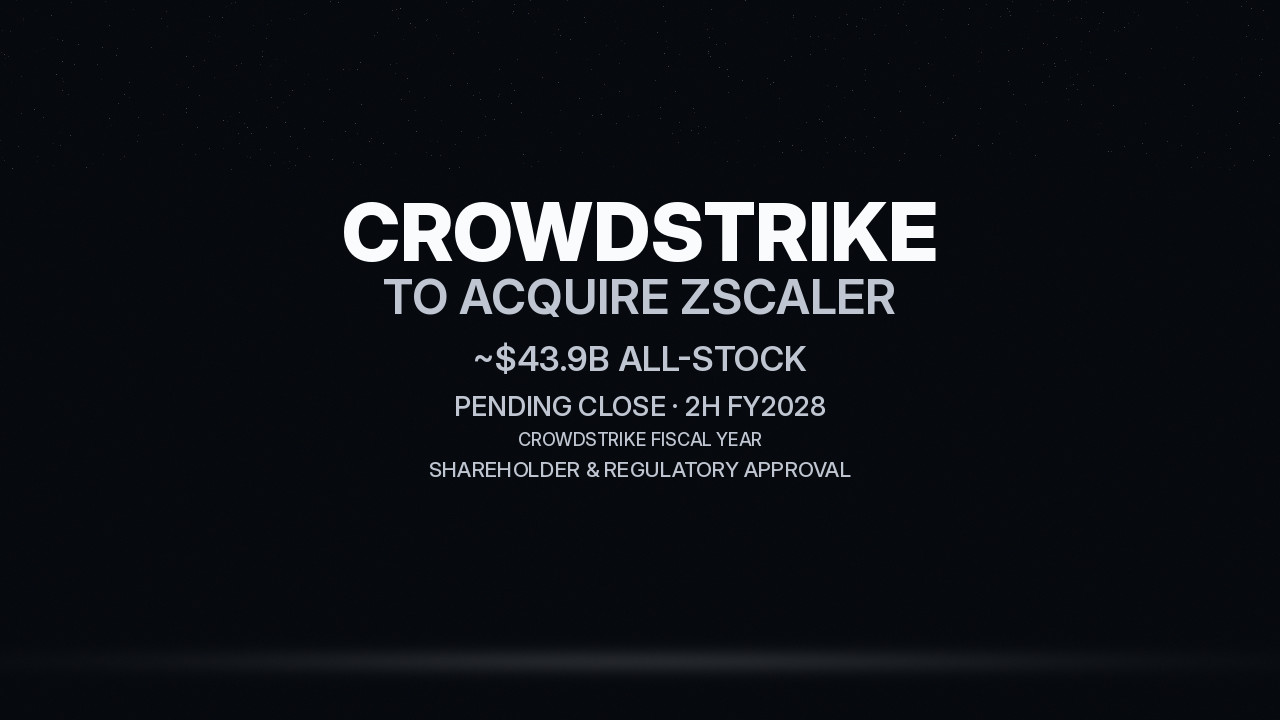 CROWDSTRIKE
TO ACQUIRE ZSCALER
~$43.9B ALL-STOCK
PENDING CLOSE · 2H FY2028
CROWDSTRIKE FISCAL YEAR
SHAREHOLDER & REGULATORY APPROVAL